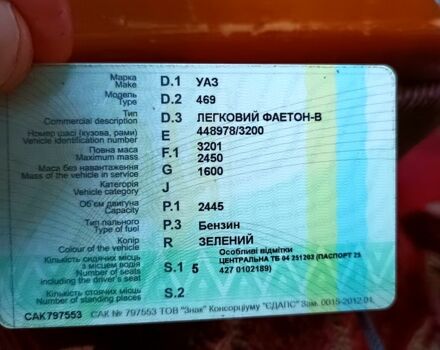 Марка D.1 УАЗ
Make
Модель D.2 469
Type
Тип D.3 ЛЕГКОВИЙ ФАЕТОН-В
Commercial description
Номер шасі (кузова, рами) E 448978/3200
Vehicle identification number 3201
Повна маса F.1 2450
Maximum mass
Маса без навантаження G 1600
Mass of the vehicle in service
Категорія J
Vehicle category
Об'єм двигуна P.1 2445
Capacity
Тип пального P.3 Бензин
Type of fuel
Колір R ЗЕЛЕНИЙ
Colour of the vehicle
Особливі відмітки
Кількість сидячих місць ЦЕНТРАЛЬНА ТБ 04 251203 (ПАСПОРТ 25
з місцем водія S.1 5 427 0102189)
Number of seats
including the driver's seat
Кількість стоячих місць S.2
Number of standing places
САК797553 САК № 797553 ТОВ "Знак" Консорціуму "ЄДАПС" Зам. 0015-2012.01